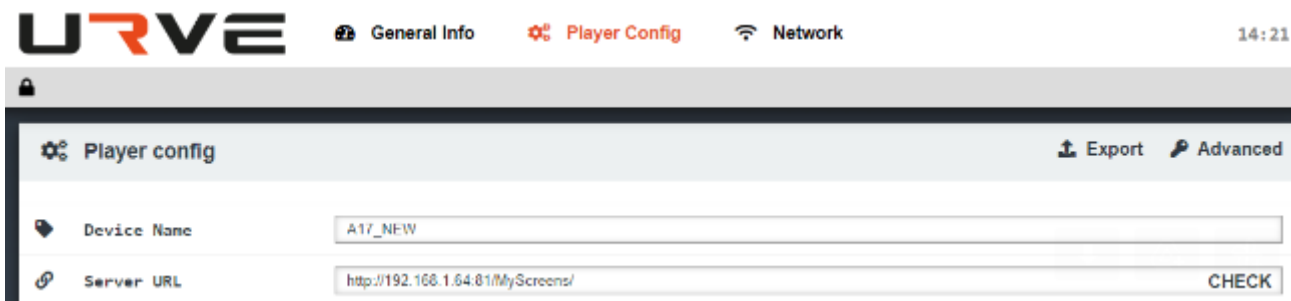 URVE General Info Player Config Network 14:21
Player config Export Advanced
Device Name A17_NEW
Server URL http://192.168.1.64:81/MyScreens/ CHECK